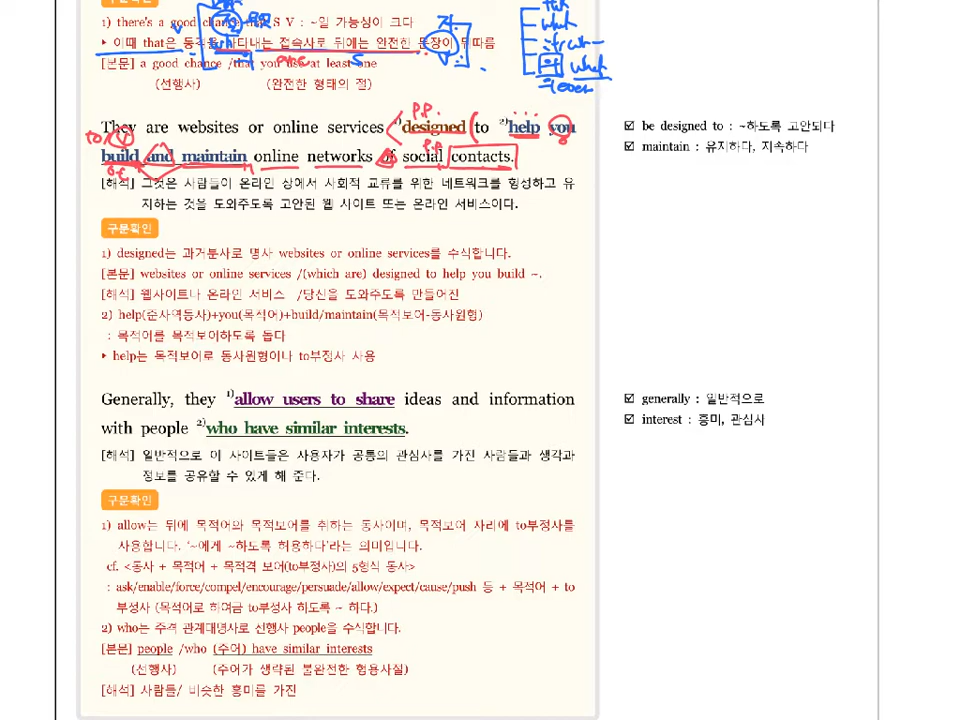 1) there's a good chance that S V : ~일 가능성이 크다
▸ 이때 that은 동격을 나타내는 접속사로 뒤에는 완전한 문장이 뒤따름
[본문] a good chance /that you use at least one
(선행사) (완전한 형태의 절)
P.P.
They are websites or online services 1)designed to 2)help you
be designed to : ~하도록 고안되다
build and maintain online networks of social contacts.
maintain : 유지하다, 지속하다
[해석] 그것은 사람들이 온라인 상에서 사회적 교류를 위한 네트워크를 형성하고 유
지하는 것을 도와주도록 고안된 웹 사이트 또는 온라인 서비스이다.
구문확인
1) designed는 과거분사로 명사 websites or online services를 수식합니다.
[본문] websites or online services /(which are) designed to help you build ~.
[해석] 웹사이트나 온라인 서비스 /당신을 도와주도록 만들어진
2) help(준사역동사)+you(목적어)+build/maintain(목적보어-동사원형)
: 목적어를 목적보어하도록 돕다
▸ help는 목적보어로 동사원형이나 to부정사 사용
Generally, they 1)allow users to share ideas and information
generally : 일반적으로
with people 2)who have similar interests.
interest : 흥미, 관심사
[해석] 일반적으로 이 사이트들은 사용자가 공통의 관심사를 가진 사람들과 생각과
정보를 공유할 수 있게 해 준다.
구문확인
1) allow는 뒤에 목적어와 목적보어를 취하는 동사이며, 목적보어 자리에 to부정사를
사용합니다. '~에게 ~하도록 허용하다'라는 의미입니다.
cf. <동사 + 목적어 + 목적격 보어(to부정사)의 5형식 동사>
: ask/enable/force/compel/encourage/persuade/allow/expect/cause/push 등 + 목적어 + to
부정사 (목적어로 하여금 to부정사 하도록 ~ 하다.)
2) who는 주격 관계대명사로 선행사 people을 수식합니다.
[본문] people /who (주어) have similar interests
(선행사) (주어가 생략된 불완전한 형용사절)
[해석] 사람들/ 비슷한 흥미를 가진